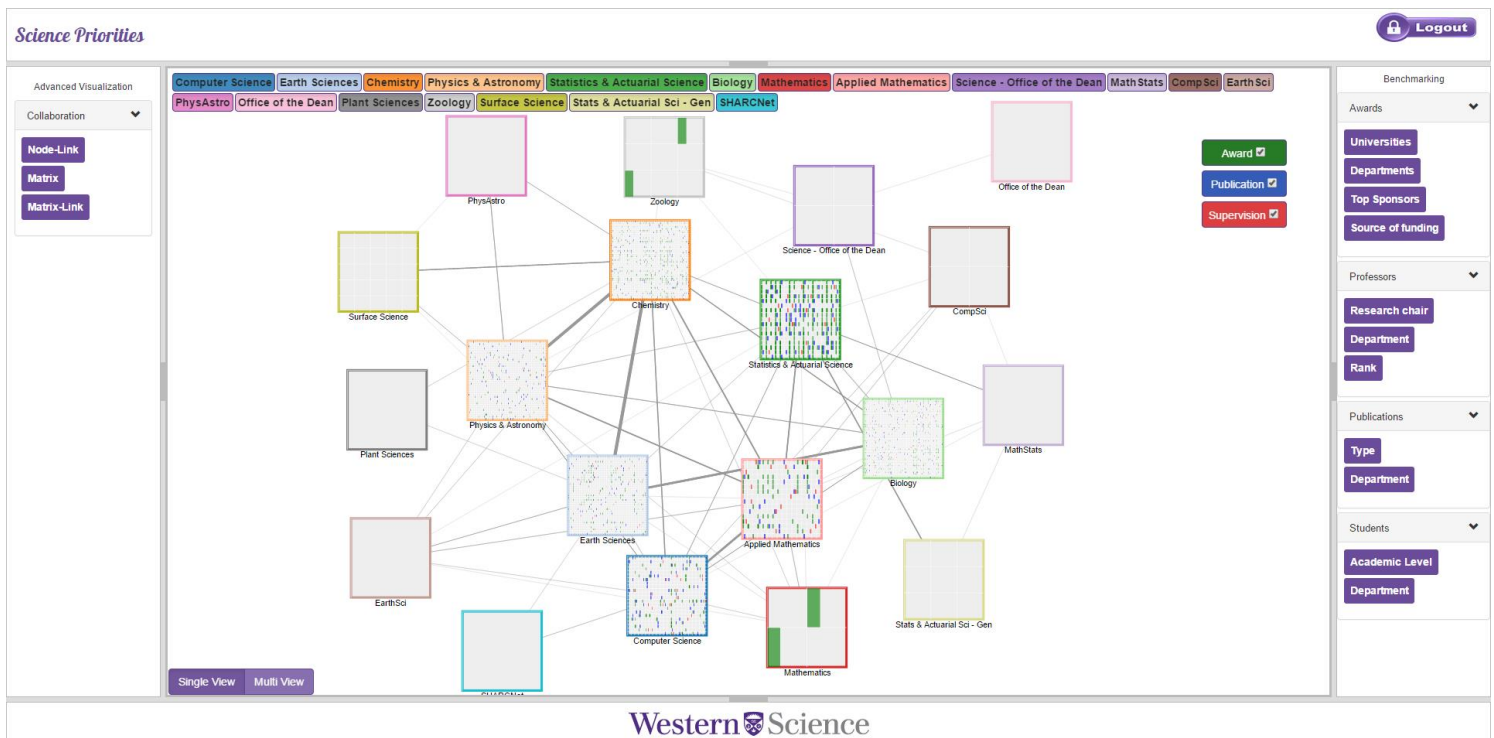 Science Priorities
Logout
Advanced Visualization
Collaboration
Node-Link
Matrix
Matrix-Link
Computer Science Earth Sciences Chemistry Physics & Astronomy Statistics & Actuarial Science Biology Mathematics Applied Mathematics Science - Office of the Dean MathStats CompSci EarthSci
PhysAstro Office of the Dean Plant Sciences Zoology Surface Science Stats & Actuarial Sci - Gen SHARCNet
Award
Publication
Supervision
PhysAstro
Zoology
Office of the Dean
Science - Office of the Dean
Surface Science
Chemistry
CompSci
Statistics & Actuarial Science
Physics & Astronomy
Plant Sciences
MathStats
Biology
Earth Sciences
Applied Mathematics
EarthSci
Stats & Actuarial Sci - Gen
Computer Science
Mathematics
SHARCNet
Single View Multi View
Benchmarking
Awards
Universities
Departments
Top Sponsors
Source of funding
Professors
Research chair
Department
Rank
Publications
Type
Department
Students
Academic Level
Department
Western Science